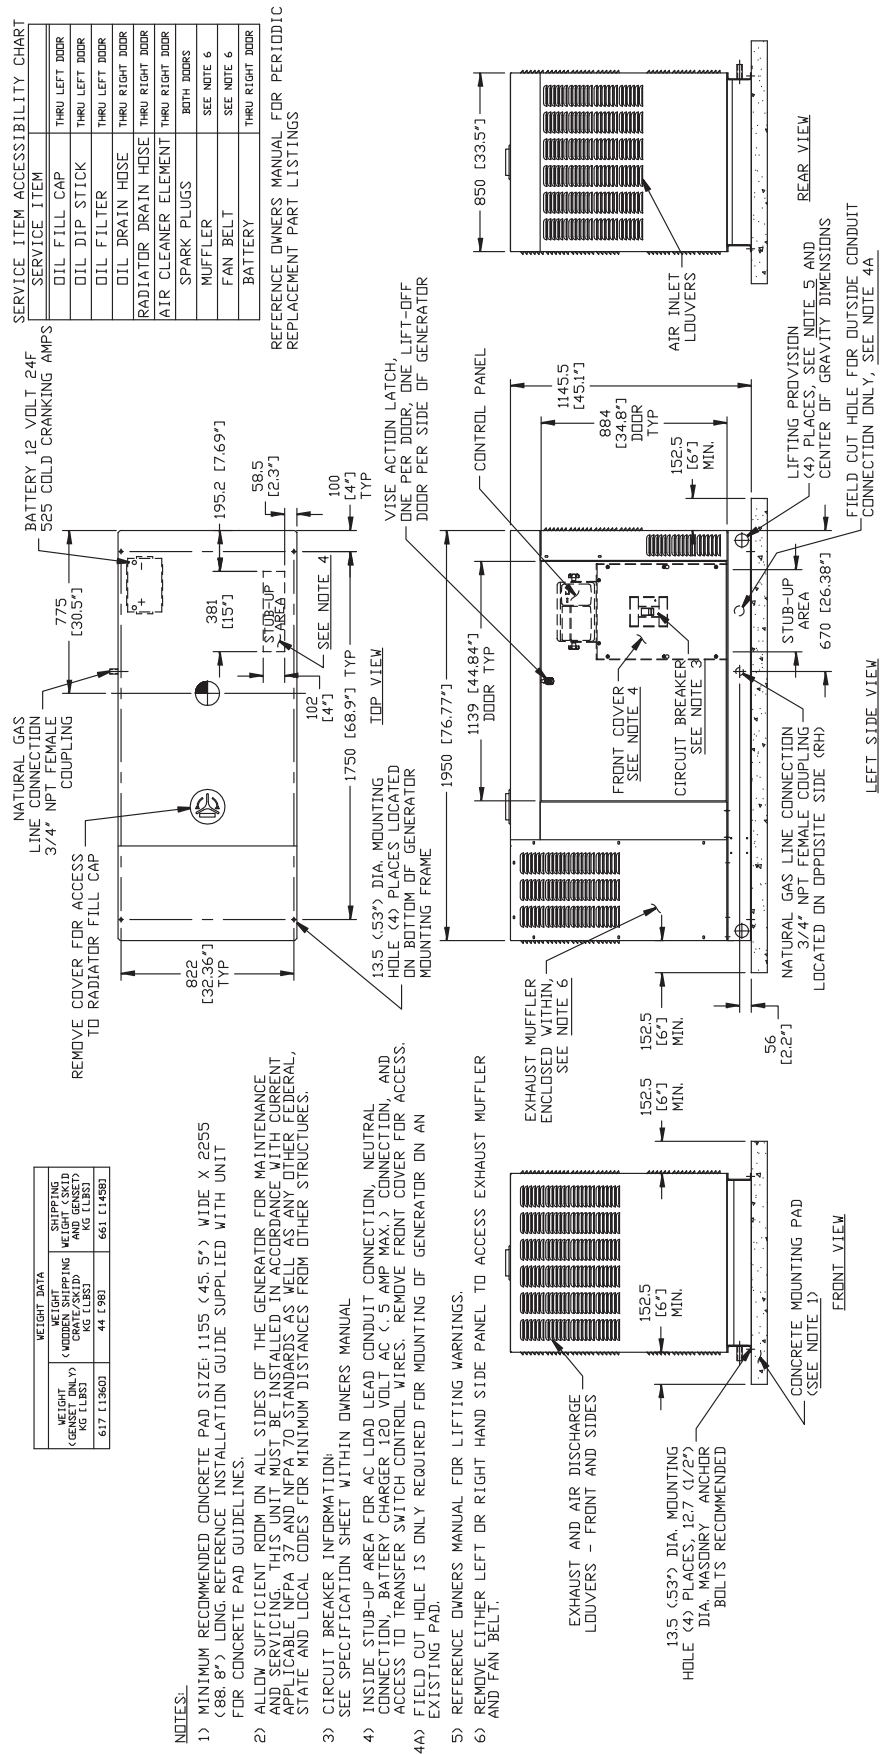 SERVICE ITEM ACCESSIBILITY CHART
SERVICE ITEM
OIL FILL CAP THRU LEFT DOOR
OIL DIP STICK THRU LEFT DOOR
OIL FILTER THRU LEFT DOOR
OIL DRAIN HOSE THRU RIGHT DOOR
RADIATOR DRAIN HOSE THRU RIGHT DOOR
AIR CLEANER ELEMENT THRU RIGHT DOOR
SPARK PLUGS BOTH DOORS
MUFFLER SEE NOTE 6
FAN BELT SEE NOTE 6
BATTERY THRU RIGHT DOOR
REFERENCE OWNERS MANUAL FOR PERIODIC
REPLACEMENT PART LISTINGS
WEIGHT DATA
WEIGHT
(GENSET ONLY)
KG [LBS]
WEIGHT
(WOODEN SHIPPING
CRATE/SKID)
KG [LBS]
SHIPPING
WEIGHT (SKID
AND GENSET)
KG [LBS]
617 [1360] 44 [98] 661 [1458]
NOTES:
1) MINIMUM RECOMMENDED CONCRETE PAD SIZE: 1155 (45.5") WIDE X 2255
(88.8") LONG. REFERENCE INSTALLATION GUIDE SUPPLIED WITH UNIT
FOR CONCRETE PAD GUIDELINES.
2) ALLOW SUFFICIENT ROOM ON ALL SIDES OF THE GENERATOR FOR MAINTENANCE
AND SERVICING. THIS UNIT MUST BE INSTALLED IN ACCORDANCE WITH CURRENT
APPLICABLE NFPA 37 AND NFPA 70 STANDARDS AS WELL AS ANY OTHER FEDERAL,
STATE AND LOCAL CODES FOR MINIMUM DISTANCES FROM OTHER STRUCTURES.
3) CIRCUIT BREAKER INFORMATION:
SEE SPECIFICATION SHEET WITHIN OWNERS MANUAL
4) INSIDE STUB-UP AREA FOR AC LOAD LEAD CONDUIT CONNECTION, NEUTRAL
CONNECTION, BATTERY CHARGER 120 VOLT AC (.5 AMP MAX.) CONNECTION, AND
ACCESS TO TRANSFER SWITCH CONTROL WIRES. REMOVE FRONT COVER FOR ACCESS.
4A) FIELD CUT HOLE IS ONLY REQUIRED FOR MOUNTING OF GENERATOR ON AN
EXISTING PAD.
5) REFERENCE OWNERS MANUAL FOR LIFTING WARNINGS.
6) REMOVE EITHER LEFT OR RIGHT HAND SIDE PANEL TO ACCESS EXHAUST MUFFLER
AND FAN BELT.
REMOVE COVER FOR ACCESS
TO RADIATOR FILL CAP
NATURAL GAS
LINE CONNECTION
3/4" NPT FEMALE
COUPLING
BATTERY 12 VOLT 24F
525 COLD CRANKING AMPS
775
[30.5"]
822
[32.36"]
TYP
381
[15"]
195.2 [7.69"]
58.5
[2.3"]
100
[4"]
TYP
STUB-UP
AREA
102
[4"]
SEE NOTE 4
1750 [68.9"] TYP
TOP VIEW
13.5 (.53") DIA. MOUNTING
HOLE (4) PLACES LOCATED
ON BOTTOM OF GENERATOR
MOUNTING FRAME
VISE ACTION LATCH,
ONE PER DOOR, ONE LIFT-OFF
DOOR PER SIDE OF GENERATOR
CONTROL PANEL
1950 [76.77"]
1139 [44.84"]
DOOR TYP
FRONT COVER
SEE NOTE 4
CIRCUIT BREAKER
SEE NOTE 3
1145.5
[45.1"]
884
[34.8"]
DOOR
TYP
152.5
[6"]
MIN.
EXHAUST MUFFLER
ENCLOSED WITHIN,
SEE NOTE 6
152.5
[6"]
MIN.
56
[2.2"]
NATURAL GAS LINE CONNECTION
3/4" NPT FEMALE COUPLING
LOCATED ON OPPOSITE SIDE (RH)
STUB-UP
AREA
670 [26.38"]
LIFTING PROVISION
(4) PLACES, SEE NOTE 5 AND
CENTER OF GRAVITY DIMENSIONS
FIELD CUT HOLE FOR OUTSIDE CONDUIT
CONNECTION ONLY, SEE NOTE 4A
LEFT SIDE VIEW
850 [33.5"]
AIR INLET
LOUVERS
REAR VIEW
152.5
[6"]
MIN.
152.5
[6"]
MIN.
EXHAUST AND AIR DISCHARGE
LOUVERS - FRONT AND SIDES
13.5 (.53") DIA. MOUNTING
HOLE (4) PLACES, 12.7 (1/2")
DIA. MASONRY ANCHOR
BOLTS RECOMMENDED
CONCRETE MOUNTING PAD
(SEE NOTE 1)
FRONT VIEW